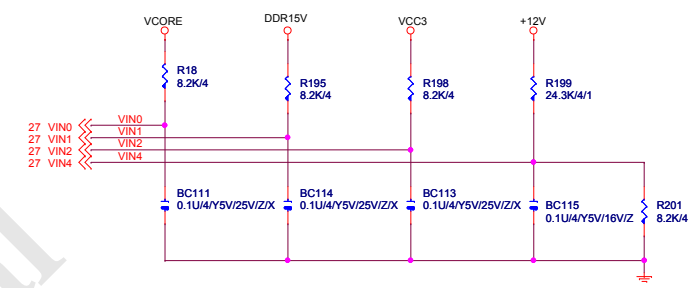 VCORE DDR15V VCC3 +12V
R18 8.2K/4
R195 8.2K/4
R198 8.2K/4
R199 24.3K/4/1
27 VIN0 VIN0
27 VIN1 VIN1
27 VIN2 VIN2
27 VIN4 VIN4
BC111 0.1U/4/Y5V/25V/Z/X
BC114 0.1U/4/Y5V/25V/Z/X
BC113 0.1U/4/Y5V/25V/Z/X
BC115 0.1U/4/Y5V/16V/Z
R201 8.2K/4